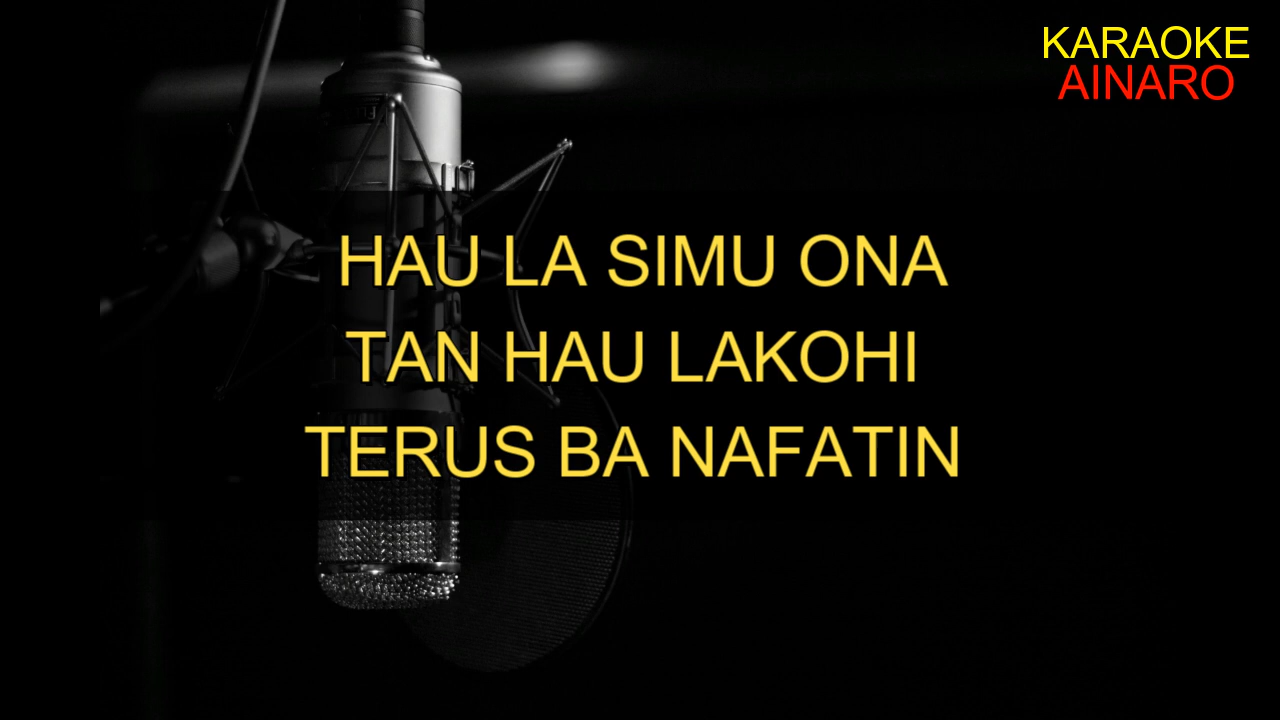 KARAOKE
AINARO
HAU LA SIMU ONA
TAN HAU LAKOHI
TERUS BA NAFATIN